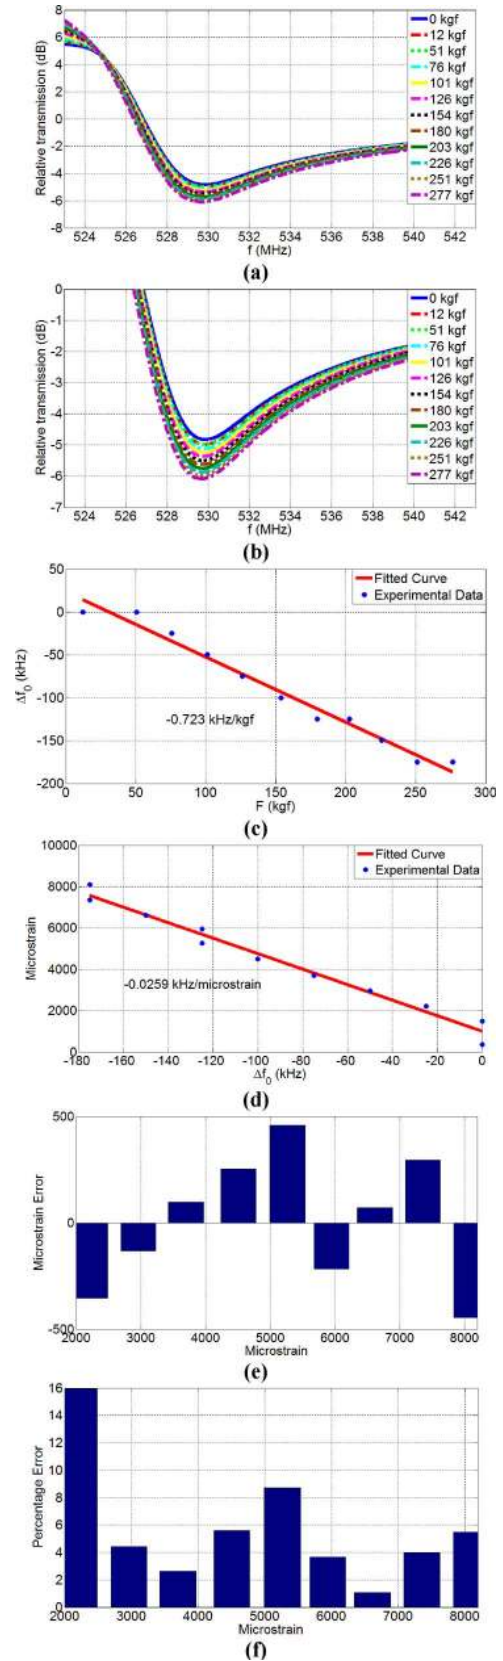 8
6
4
2
0
-2
-4
-6
-8
Relative transmission (dB)
0 kgf
12 kgf
51 kgf
76 kgf
101 kgf
126 kgf
154 kgf
180 kgf
203 kgf
226 kgf
251 kgf
277 kgf
524 526 528 530 532 534 536 538 540 542
f (MHz)
(a)
0
-1
-2
-3
-4
-5
-6
-7
Relative transmission (dB)
0 kgf
12 kgf
51 kgf
76 kgf
101 kgf
126 kgf
154 kgf
180 kgf
203 kgf
226 kgf
251 kgf
277 kgf
524 526 528 530 532 534 536 538 540 542
f (MHz)
(b)
50
0
-50
-100
-150
-200
Δf₀ (kHz)
Fitted Curve
Experimental Data
-0.723 kHz/kgf
0 50 100 150 200 250 300
F (kgf)
(c)
10000
8000
6000
4000
2000
0
Microstrain
Fitted Curve
Experimental Data
-0.0259 kHz/microstrain
-180 -160 -140 -120 -100 -80 -60 -40 -20 0
Δf₀ (kHz)
(d)
500
0
-500
Microstrain Error
2000 3000 4000 5000 6000 7000 8000
Microstrain
(e)
16
14
12
10
8
6
4
2
0
Percentage Error
2000 3000 4000 5000 6000 7000 8000
Microstrain
(f)